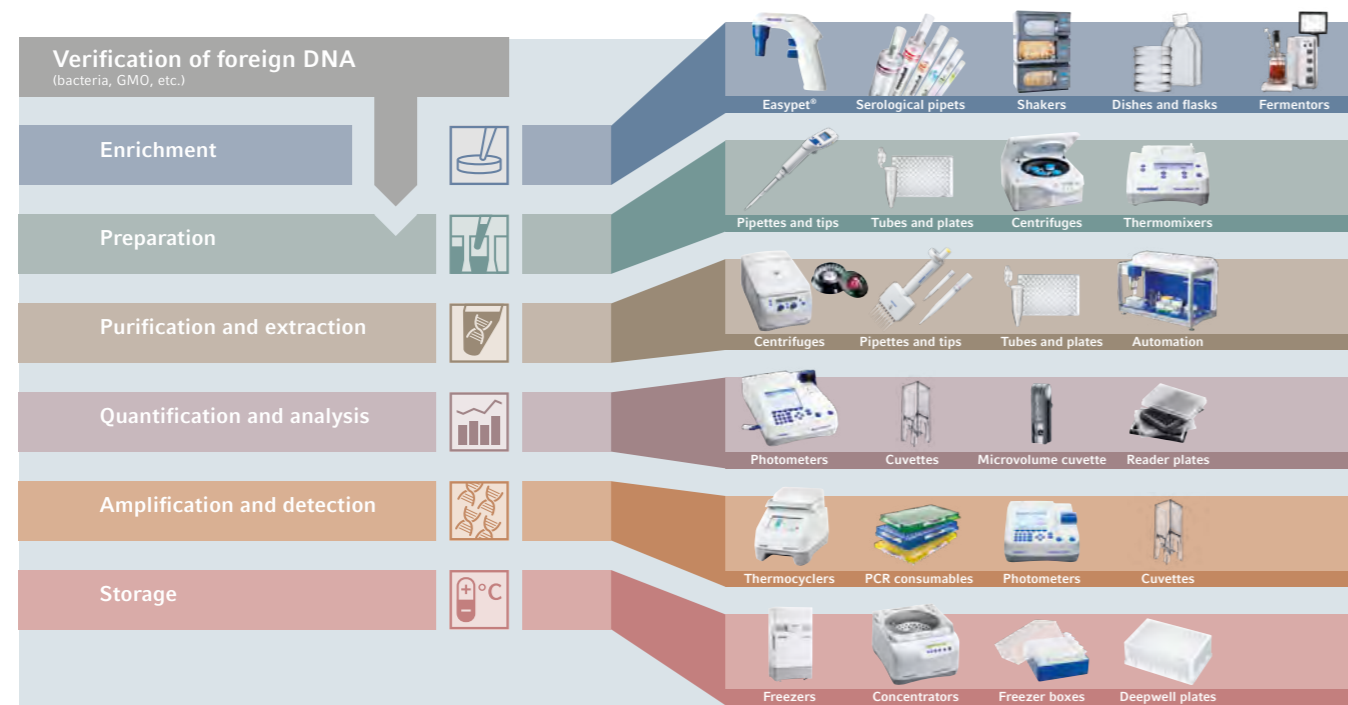 Verification of foreign DNA
(bacteria, GMO, etc.)
Enrichment
Easypet®
Serological pipets
Shakers
Dishes and flasks
Fermentors
Preparation
Pipettes and tips
Tubes and plates
Centrifuges
Thermomixers
Purification and extraction
Centrifuges
Pipettes and tips
Tubes and plates
Automation
Quantification and analysis
Photometers
Cuvettes
Microvolume cuvette
Reader plates
Amplification and detection
Thermocyclers
PCR consumables
Photometers
Cuvettes
Storage
+
°C
–
Freezers
Concentrators
Freezer boxes
Deepwell plates